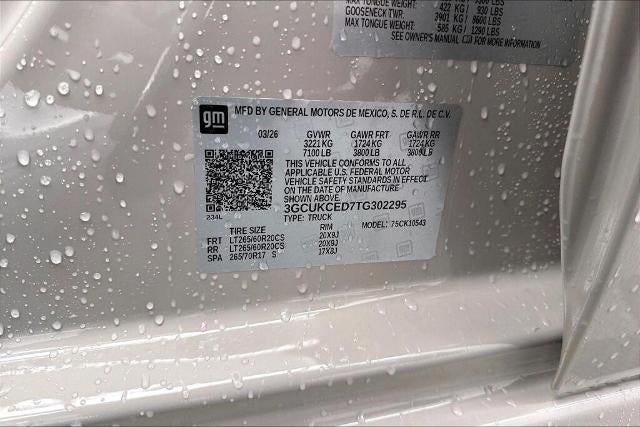 422 KG / 930 LBS
GOOSENECK TWR:
3901 KG / 8600 LBS
MAX TONGUE WEIGHT:
585 KG / 1290 LBS
SEE OWNER'S MANUAL FOR MORE INFORMATION
gm
MFD BY GENERAL MOTORS DE MEXICO, S. DE R.L. DE C.V.
03/26 GVWR GAWR FRT GAWR RR
3221 KG 1724 KG 1724 KG
7100 LB 3800 LB 3800 LB
THIS VEHICLE CONFORMS TO ALL
APPLICABLE U.S. FEDERAL MOTOR
VEHICLE SAFETY STANDARDS IN EFFECT
ON THE DATE OF MANUFACTURE
SHOWN ABOVE.
3GCUKCED7TG302295
234L
TYPE: TRUCK MODEL: 75CK10543
TIRE SIZE RIM
FRT LT265/60R20CS 20X9J
RR LT265/60R20CS 20X9J
SPA 265/70R17 S 17X8J